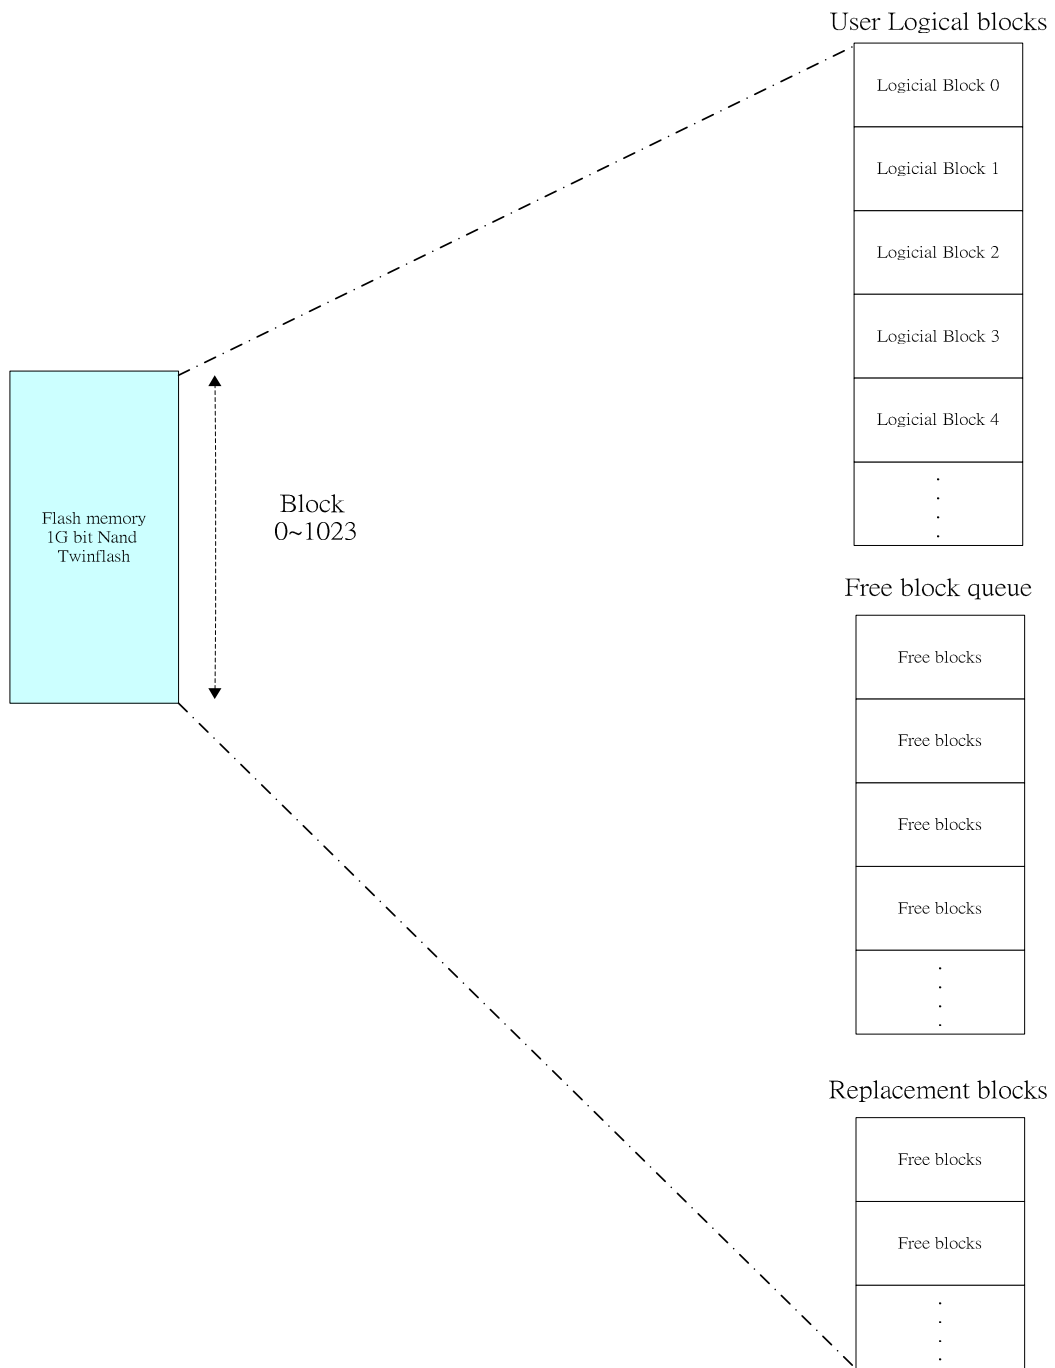 User Logical blocks
Logicial Block 0
Logicial Block 1
Logicial Block 2
Logicial Block 3
Logicial Block 4
Flash memory
1G bit Nand
Twinflash
Block
0~1023
Free block queue
Free blocks
Free blocks
Free blocks
Free blocks
Replacement blocks
Free blocks
Free blocks